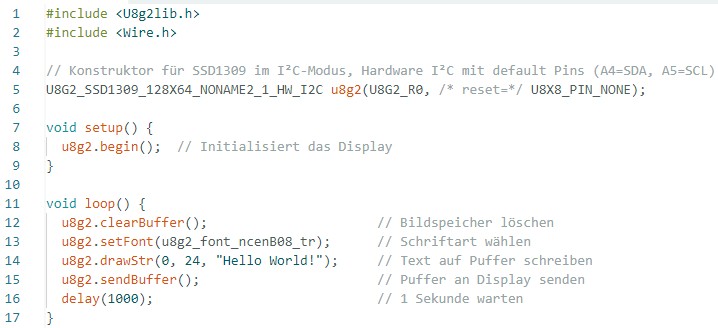 1 #include <U8g2lib.h>
2 #include <Wire.h>
3
4 // Konstruktor für SSD1309 im I²C-Modus, Hardware I²C mit default Pins (A4=SDA, A5=SCL)
5 U8G2_SSD1309_128X64_NONAME2_1_HW_I2C u8g2(U8G2_R0, /* reset=*/ U8X8_PIN_NONE);
6
7 void setup() {
8   u8g2.begin();  // Initialisiert das Display
9 }
10
11 void loop() {
12   u8g2.clearBuffer();                      // Bildspeicher löschen
13   u8g2.setFont(u8g2_font_ncenB08_tr);      // Schriftart wählen
14   u8g2.drawStr(0, 24, "Hello World!");     // Text auf Puffer schreiben
15   u8g2.sendBuffer();                       // Puffer an Display senden
16   delay(1000);                             // 1 Sekunde warten
17 }